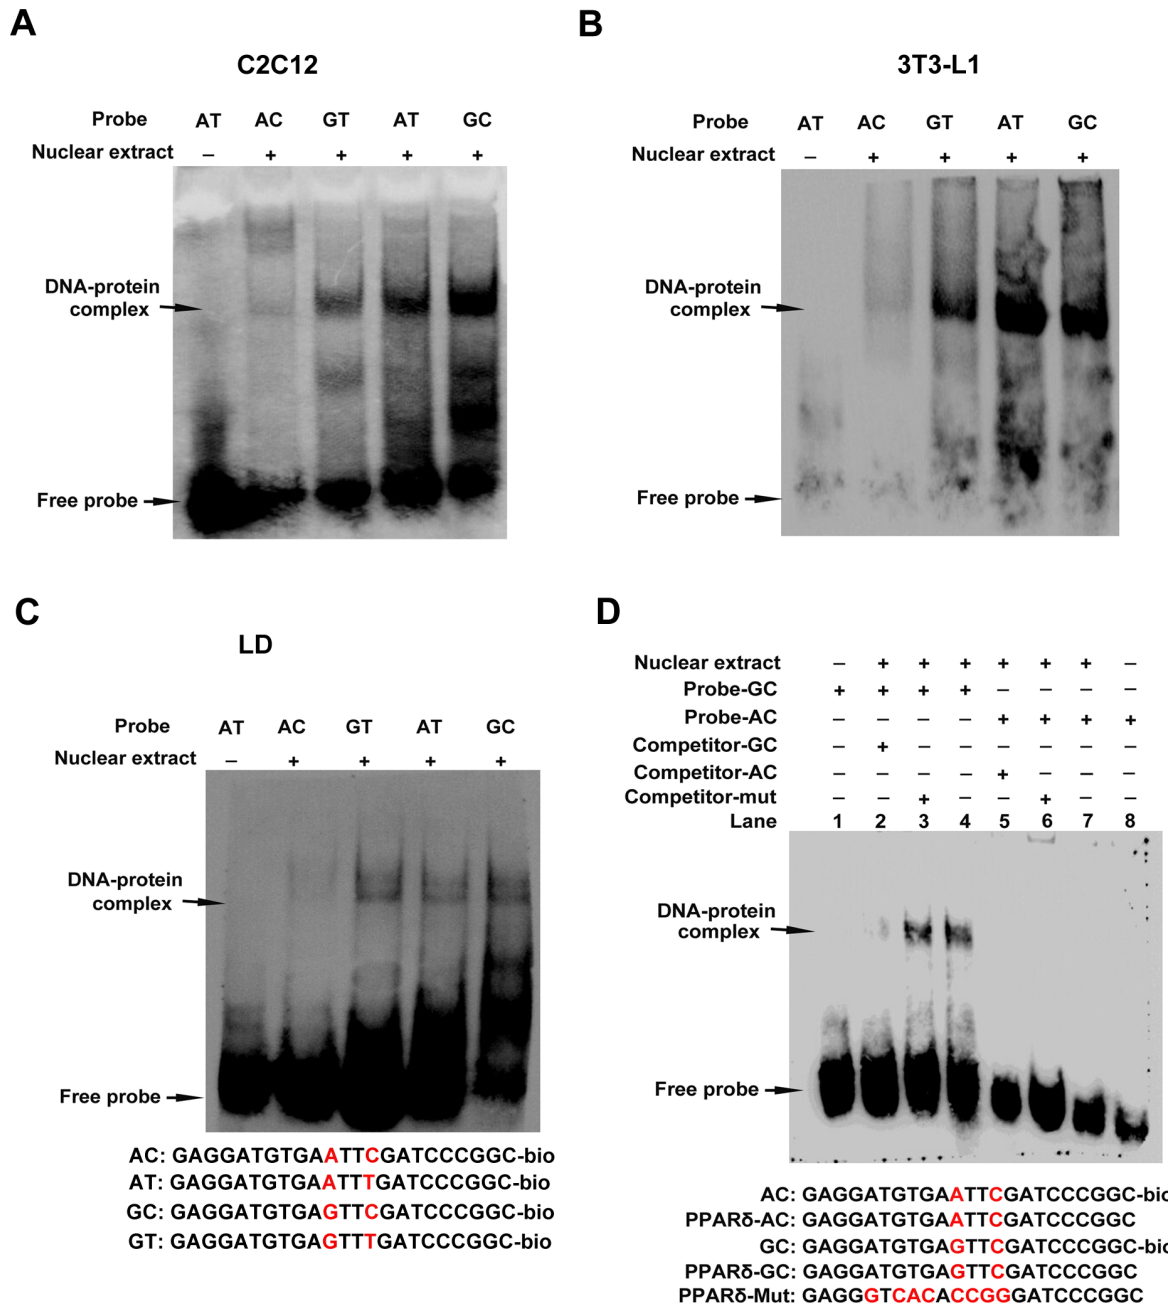 A
C2C12
Probe AT AC GT AT GC
Nuclear extract – + + + +
DNA-protein
complex
Free probe
B
3T3-L1
Probe AT AC GT AT GC
Nuclear extract – + + + +
DNA-protein
complex
Free probe
C
LD
Probe AT AC GT AT GC
Nuclear extract – + + + +
DNA-protein
complex
Free probe
AC: GAGGATGTGAATTCGATCCCGGC-bio
AT: GAGGATGTGAATTTGATCCCGGC-bio
GC: GAGGATGTGAGTTCGATCCCGGC-bio
GT: GAGGATGTGAGTTTGATCCCGGC-bio
D
Nuclear extract – + + + + + + –
Probe-GC + + + + – – – –
Probe-AC – – – – + + + +
Competitor-GC – + – – – – – –
Competitor-AC – – – – + – – –
Competitor-mut – – + – – + – –
Lane 1 2 3 4 5 6 7 8
DNA-protein
complex
Free probe
AC: GAGGATGTGAATTCGATCCCGGC-bio
PPARδ-AC: GAGGATGTGAATTCGATCCCGGC
GC: GAGGATGTGAGTTCGATCCCGGC-bio
PPARδ-GC: GAGGATGTGAGTTCGATCCCGGC
PPARδ-Mut: GAGGGTCACACCGGGATCCCGGC